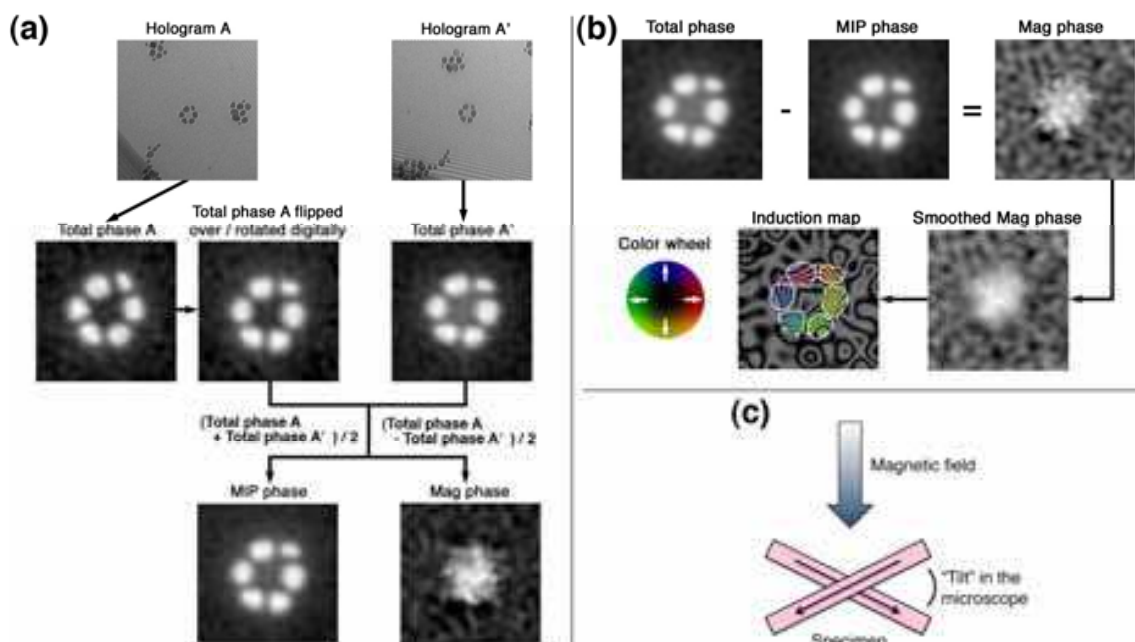 (a)
Hologram A
Hologram A'
Total phase A
Total phase A flipped
over / rotated digitally
Total phase A'
(Total phase A
+ Total phase A' ) / 2
(Total phase A
- Total phase A' ) / 2
MIP phase
Mag phase
(b)
Total phase
MIP phase
Mag phase
-
=
Color wheel
Induction map
Smoothed Mag phase
(c)
Magnetic field
"Tilt" in the
microscope
Specimen